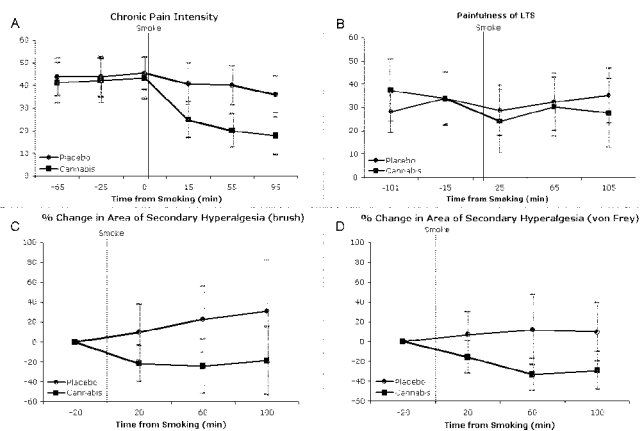 A
Chronic Pain Intensity
Smoke
60
50
40
30
20
10
0
Placebo
Cannabis
-65 -25 0 15 55 95
Time from Smoking (min)
B
Painfulness of LTS
Smoke
60
50
40
30
20
10
0
Placebo
Cannabis
-101 -15 25 65 105
Time from Smoking (min)
C
% Change in Area of Secondary Hyperalgesia (brush)
Smoke
100
80
60
40
20
0
-20
-40
-60
Placebo
Cannabis
-20 20 60 100
Time from Smoking (min)
D
% Change in Area of Secondary Hyperalgesia (von Frey)
Smoke
100
80
60
40
20
0
-20
-40
Placebo
Cannabis
-20 20 60 100
Time from Smoking (min)